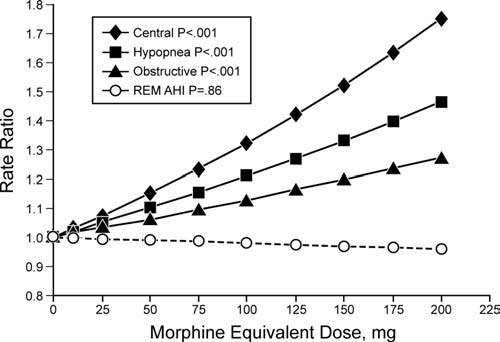 1.8
1.7
1.6
1.5
1.4
1.3
1.2
1.1
1.0
0.9
0.8
Rate Ratio
Central P<.001
Hypopnea P<.001
Obstructive P<.001
REM AHI P=.86
0 25 50 75 100 125 150 175 200 225
Morphine Equivalent Dose, mg